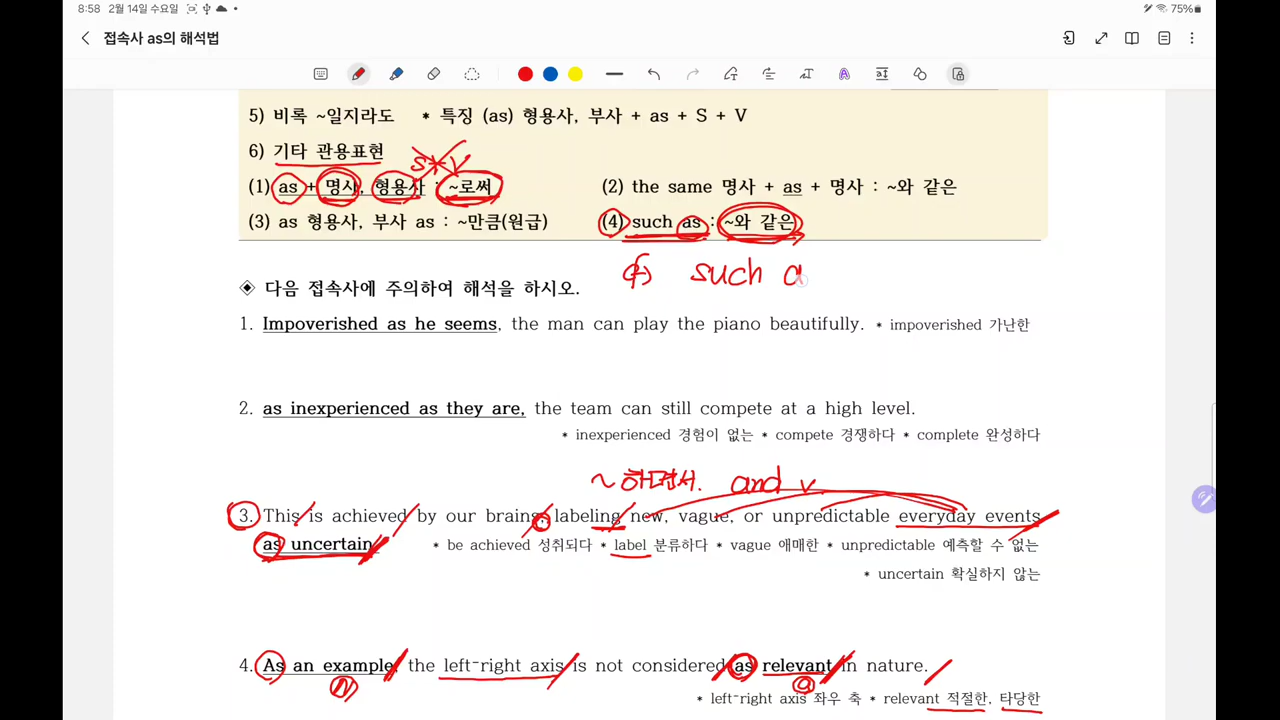 8:58 2월 14일 수요일 75%
접속사 as의 해석법
5) 비록 ~일지라도 * 특징 (as) 형용사, 부사 + as + S + V
6) 기타 관용표현
S + V
(1) as + 명사, 형용사 : ~로써 (2) the same 명사 + as + 명사 : ~와 같은
(3) as 형용사, 부사 as : ~만큼(원급) (4) such as : ~와 같은
such a
◈ 다음 접속사에 주의하여 해석을 하시오.
1. Impoverished as he seems, the man can play the piano beautifully. * impoverished 가난한
2. as inexperienced as they are, the team can still compete at a high level.
* inexperienced 경험이 없는 * compete 경쟁하다 * complete 완성하다
~하면서. and v
3. This is achieved by our brains, labeling new, vague, or unpredictable everyday events
as uncertain * be achieved 성취되다 * label 분류하다 * vague 애매한 * unpredictable 예측할 수 없는
* uncertain 확실하지 않는
4. As an example, the left-right axis is not considered as relevant in nature.
* left-right axis 좌우 축 * relevant 적절한, 타당한